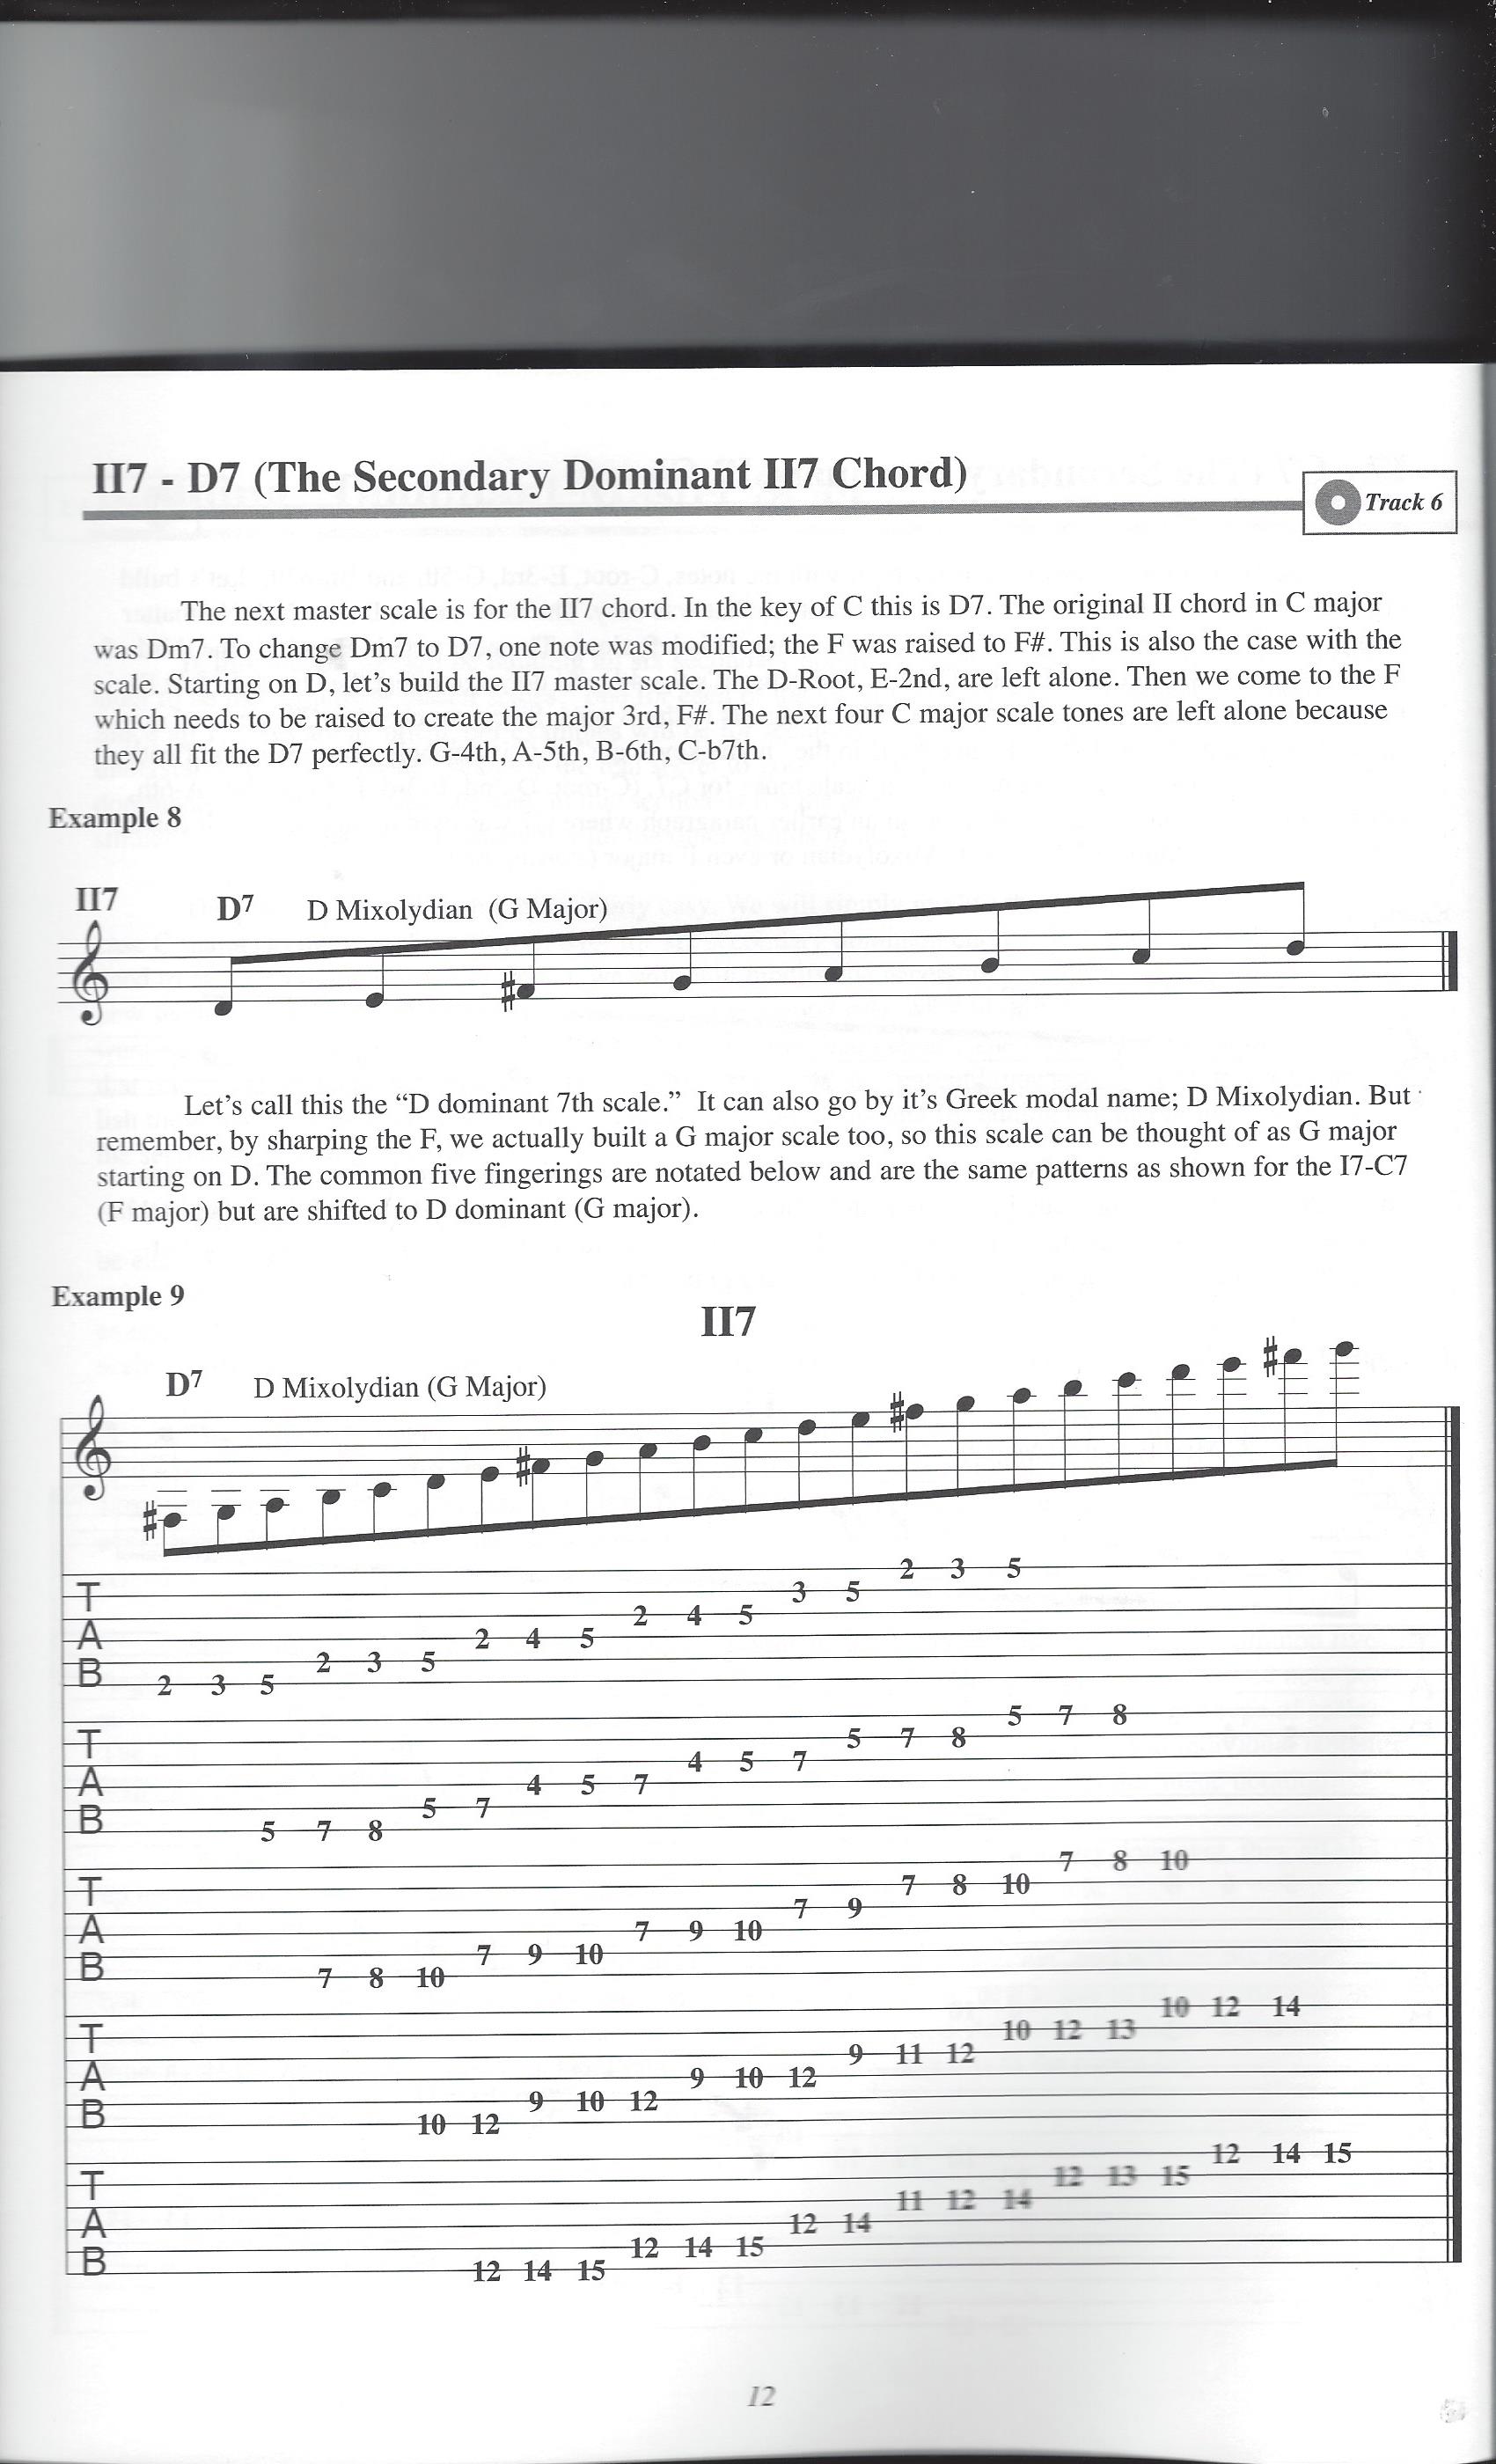 II7 - D7 (The Secondary Dominant II7 Chord)
Track 6
The next master scale is for the II7 chord. In the key of C this is D7. The original II chord in C major
was Dm7. To change Dm7 to D7, one note was modified; the F was raised to F#. This is also the case with the
scale. Starting on D, let's build the II7 master scale. The D-Root, E-2nd, are left alone. Then we come to the F
which needs to be raised to create the major 3rd, F#. The next four C major scale tones are left alone because
they all fit the D7 perfectly. G-4th, A-5th, B-6th, C-b7th.
Example 8
II7
D7 D Mixolydian (G Major)
Let's call this the “D dominant 7th scale.” It can also go by it's Greek modal name; D Mixolydian. But
remember, by sharping the F, we actually built a G major scale too, so this scale can be thought of as G major
starting on D. The common five fingerings are notated below and are the same patterns as shown for the I7-C7
(F major) but are shifted to D dominant (G major).
Example 9
II7
D7 D Mixolydian (G Major)
T
A
B
2 3 5 2 3 5 2 4 5 2 4 5 3 5 2 3 5
T
A
B
5 7 8 5 7 4 5 7 4 5 7 5 7 8 5 7 8
T
A
B
7 8 10 7 9 10 7 9 10 7 9 7 8 10 7 8 10
T
A
B
10 12 9 10 12 9 10 12 9 11 12 10 12 13 10 12 14
T
A
B
12 14 15 12 14 15 12 14 11 12 14 12 13 15 12 14 15
12